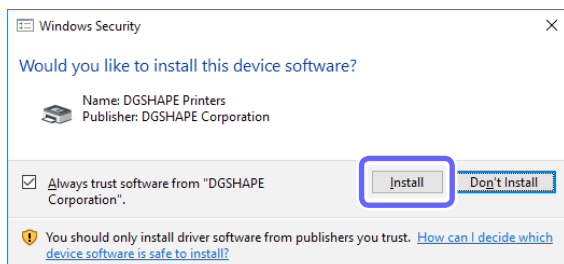 Windows Security
Would you like to install this device software?
Name: DGSHAPE Printers
Publisher: DGSHAPE Corporation
Always trust software from "DGSHAPE
Corporation".
Install
Don't Install
You should only install driver software from publishers you trust. How can I decide which
device software is safe to install?